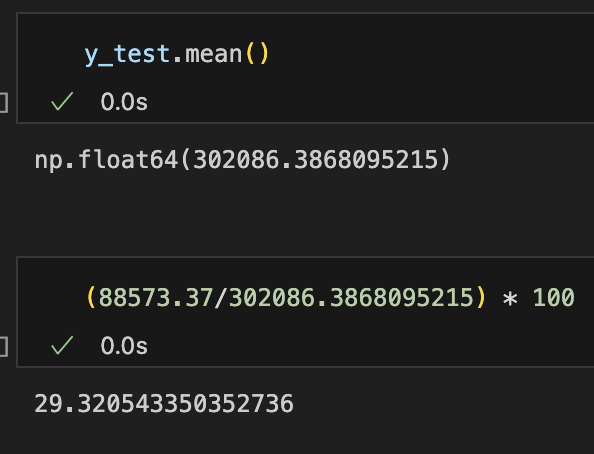 y_test.mean()
0.0s
np.float64(302086.3868095215)
(88573.37/302086.3868095215) * 100
0.0s
29.320543350352736